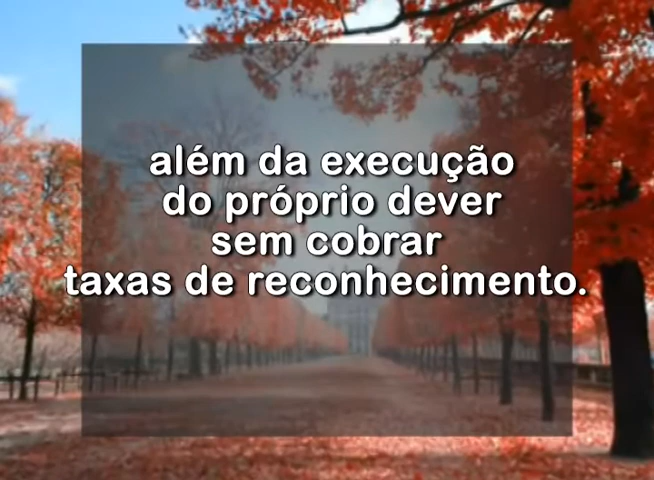 além da execução
do próprio dever
sem cobrar
taxas de reconhecimento.